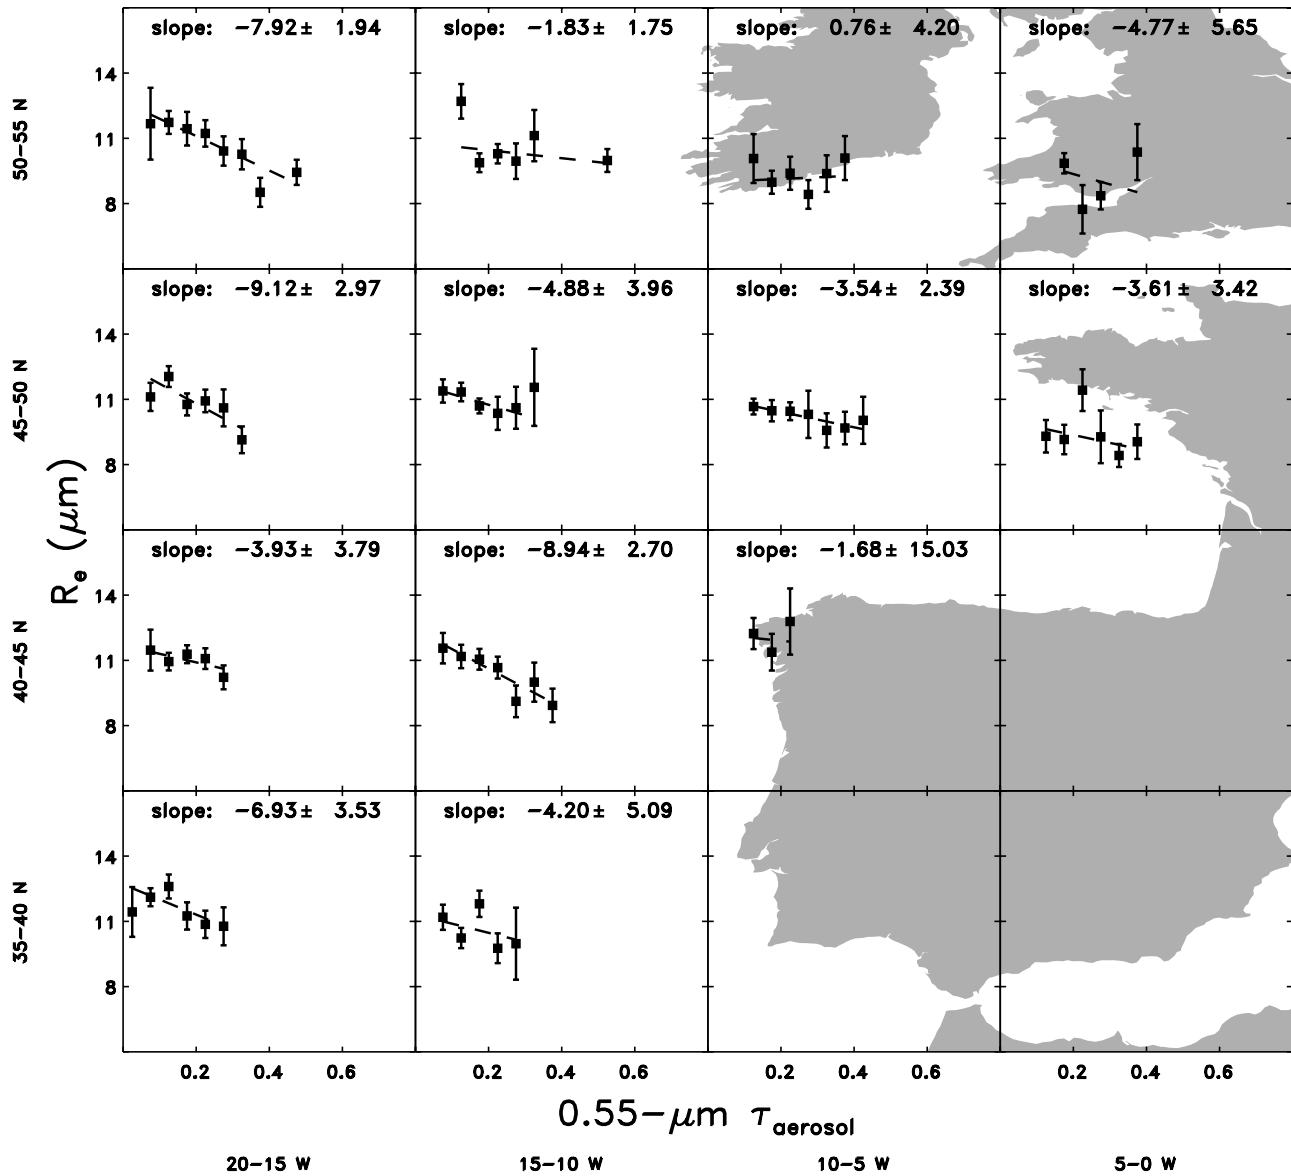 slope: −7.92± 1.94
slope: −1.83± 1.75
slope: 0.76± 4.20
slope: −4.77± 5.65
14
11
8
50−55 N
slope: −9.12± 2.97
slope: −4.88± 3.96
slope: −3.54± 2.39
slope: −3.61± 3.42
14
11
8
45−50 N
Re (μm)
slope: −3.93± 3.79
slope: −8.94± 2.70
slope: −1.68± 15.03
14
11
8
40−45 N
slope: −6.93± 3.53
slope: −4.20± 5.09
14
11
8
35−40 N
0.2 0.4 0.6 0.2 0.4 0.6 0.2 0.4 0.6 0.2 0.4 0.6
0.55−μm τaerosol
20−15 W 15−10 W 10−5 W 5−0 W